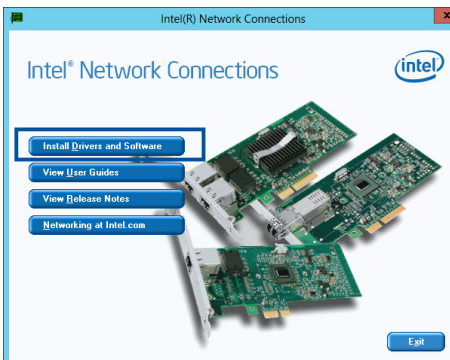 Intel(R) Network Connections
x
Intel® Network Connections
intel
Install Drivers and Software
View User Guides
View Release Notes
Networking at Intel.com
Exit